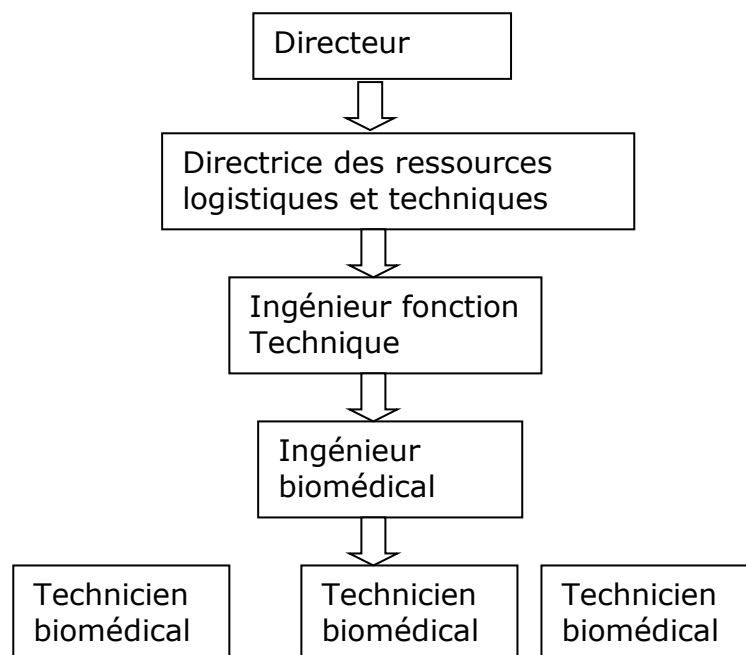 Directeur
Directrice des ressources
logistiques et techniques
Ingénieur fonction
Technique
Ingénieur
biomédical
Technicien
biomédical
Technicien
biomédical
Technicien
biomédical